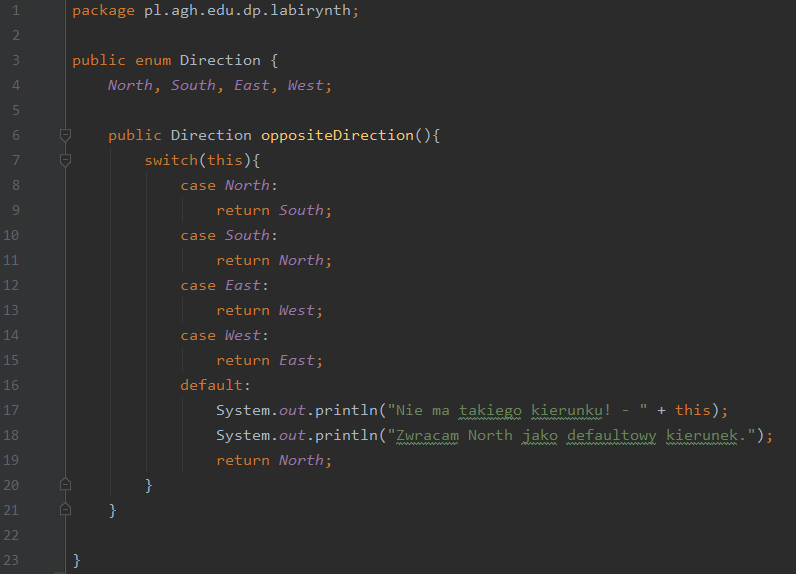 1 package pl.agh.edu.dp.labirynth;
2
3 public enum Direction {
4 North, South, East, West;
5
6 public Direction oppositeDirection(){
7 switch(this){
8 case North:
9 return South;
10 case South:
11 return North;
12 case East:
13 return West;
14 case West:
15 return East;
16 default:
17 System.out.println("Nie ma takiego kierunku! - " + this);
18 System.out.println("Zwracam North jako defaultowy kierunek.");
19 return North;
20 }
21 }
22
23 }